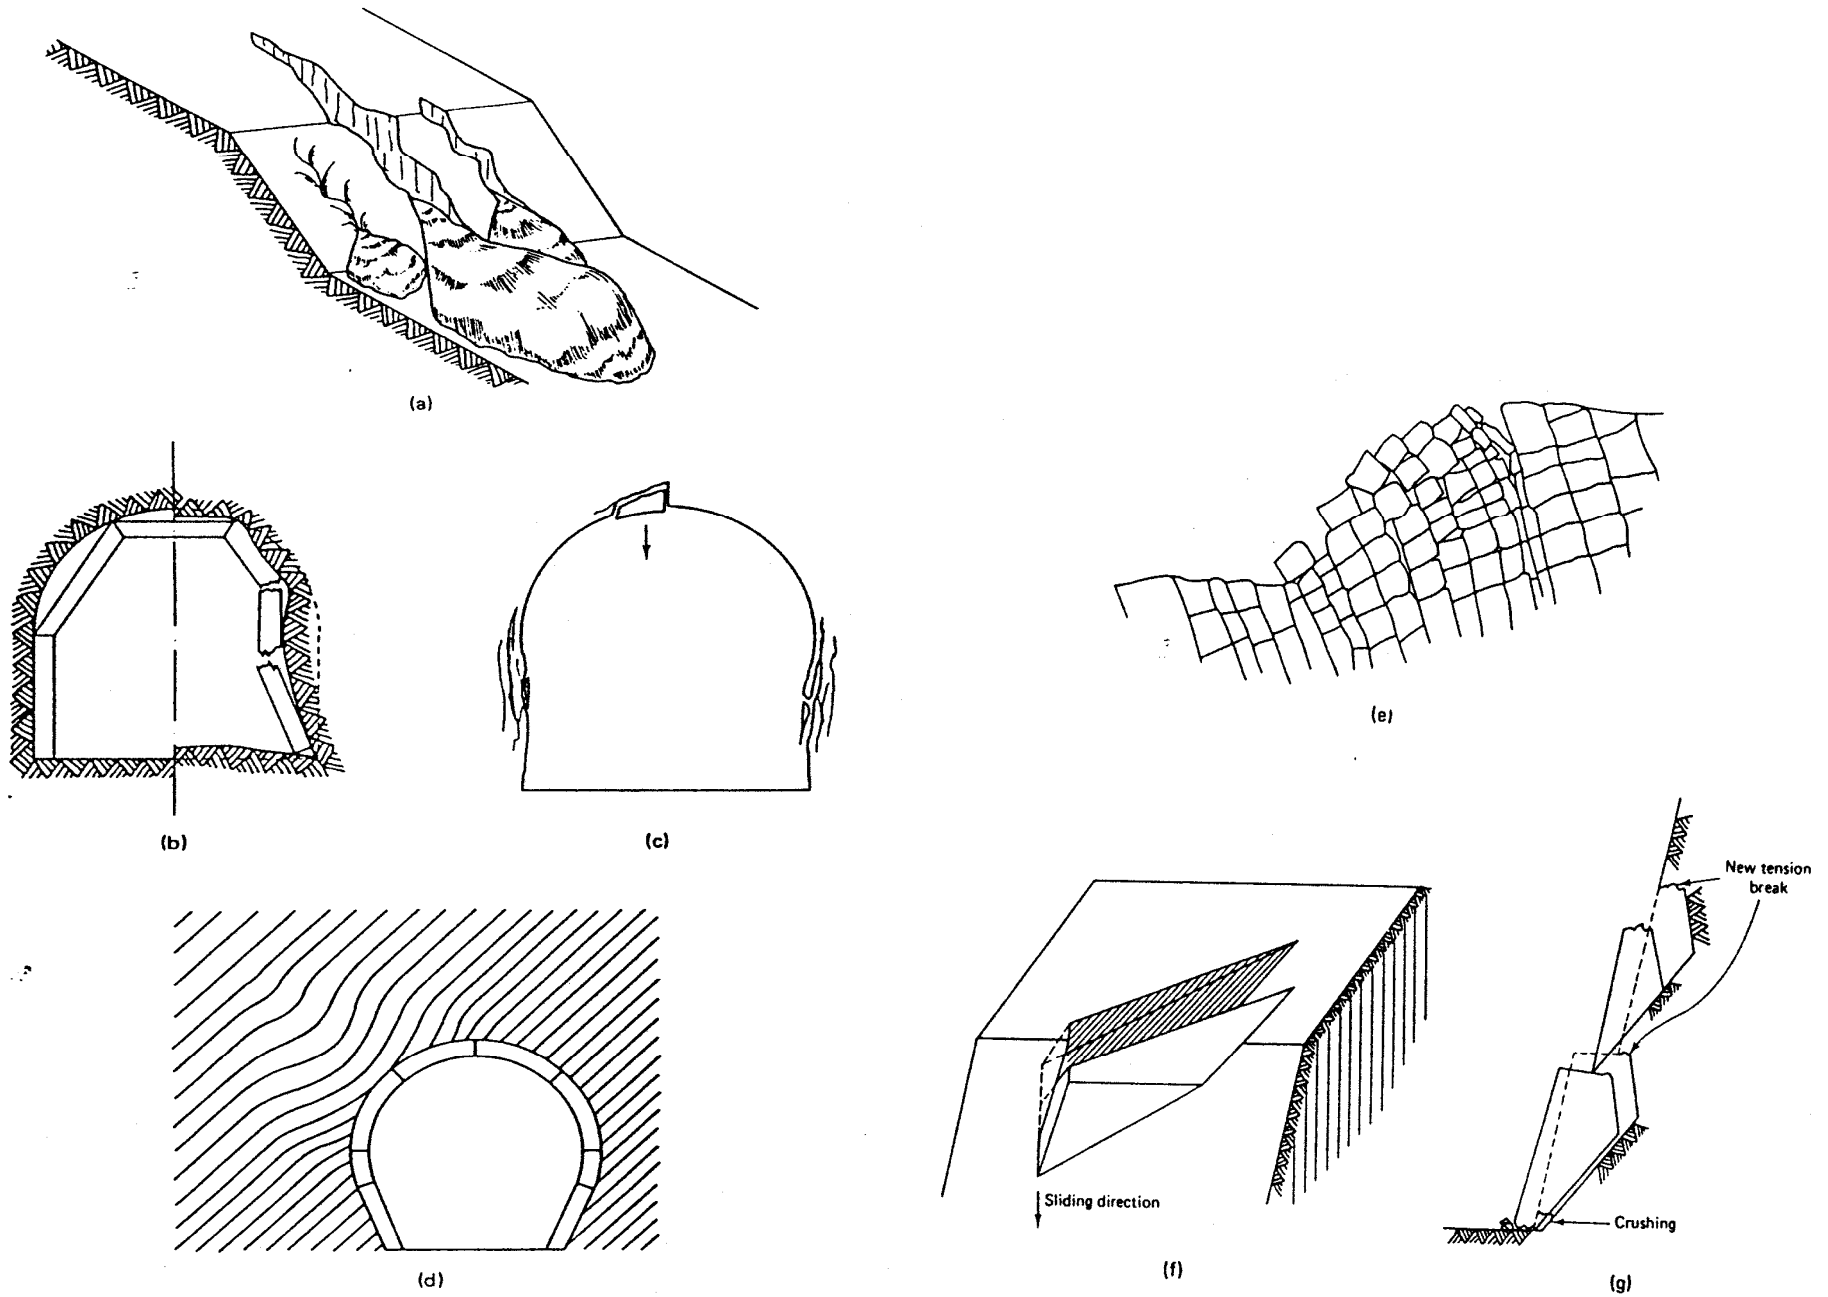 (a)
(b)
(c)
(d)
(e)
Sliding direction
(f)
New tension
break
Crushing
(g)